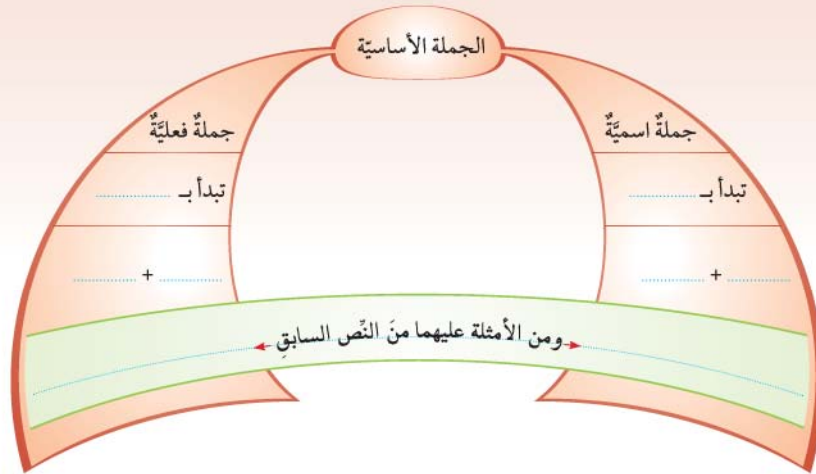 الجملة الأساسيّة
جملةٌ اسميَّةٌ
تبدأ بـ ................
................ + ................
جملةٌ فعليَّةٌ
تبدأ بـ ................
................ + ................
ومن الأمثلة عليهما منَ النِّص السابقِ